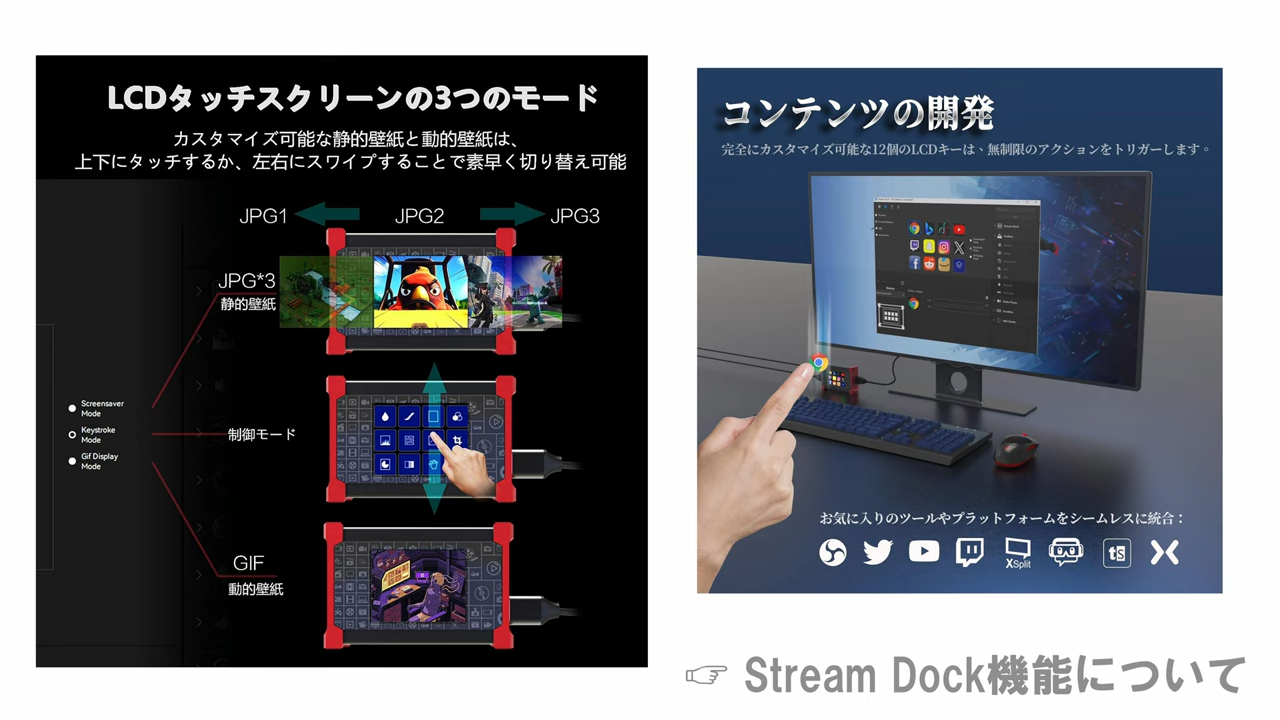 LCDタッチスクリーンの3つのモード
カスタマイズ可能な静的壁紙と動的壁紙は、
上下にタッチするか、左右にスワイプすることで素早く切り替え可能
JPG1
JPG2
JPG3
JPG*3
静的壁紙
Screensaver
Mode
Keystroke
Mode
Gif Display
Mode
制御モード
GIF
動的壁紙
コンテンツの開発
完全にカスタマイズ可能な12個のLCDキーは、無制限のアクションをトリガーします。
お気に入りのツールやプラットフォームをシームレスに統合：
XSplit
ts
☞ Stream Dock機能について